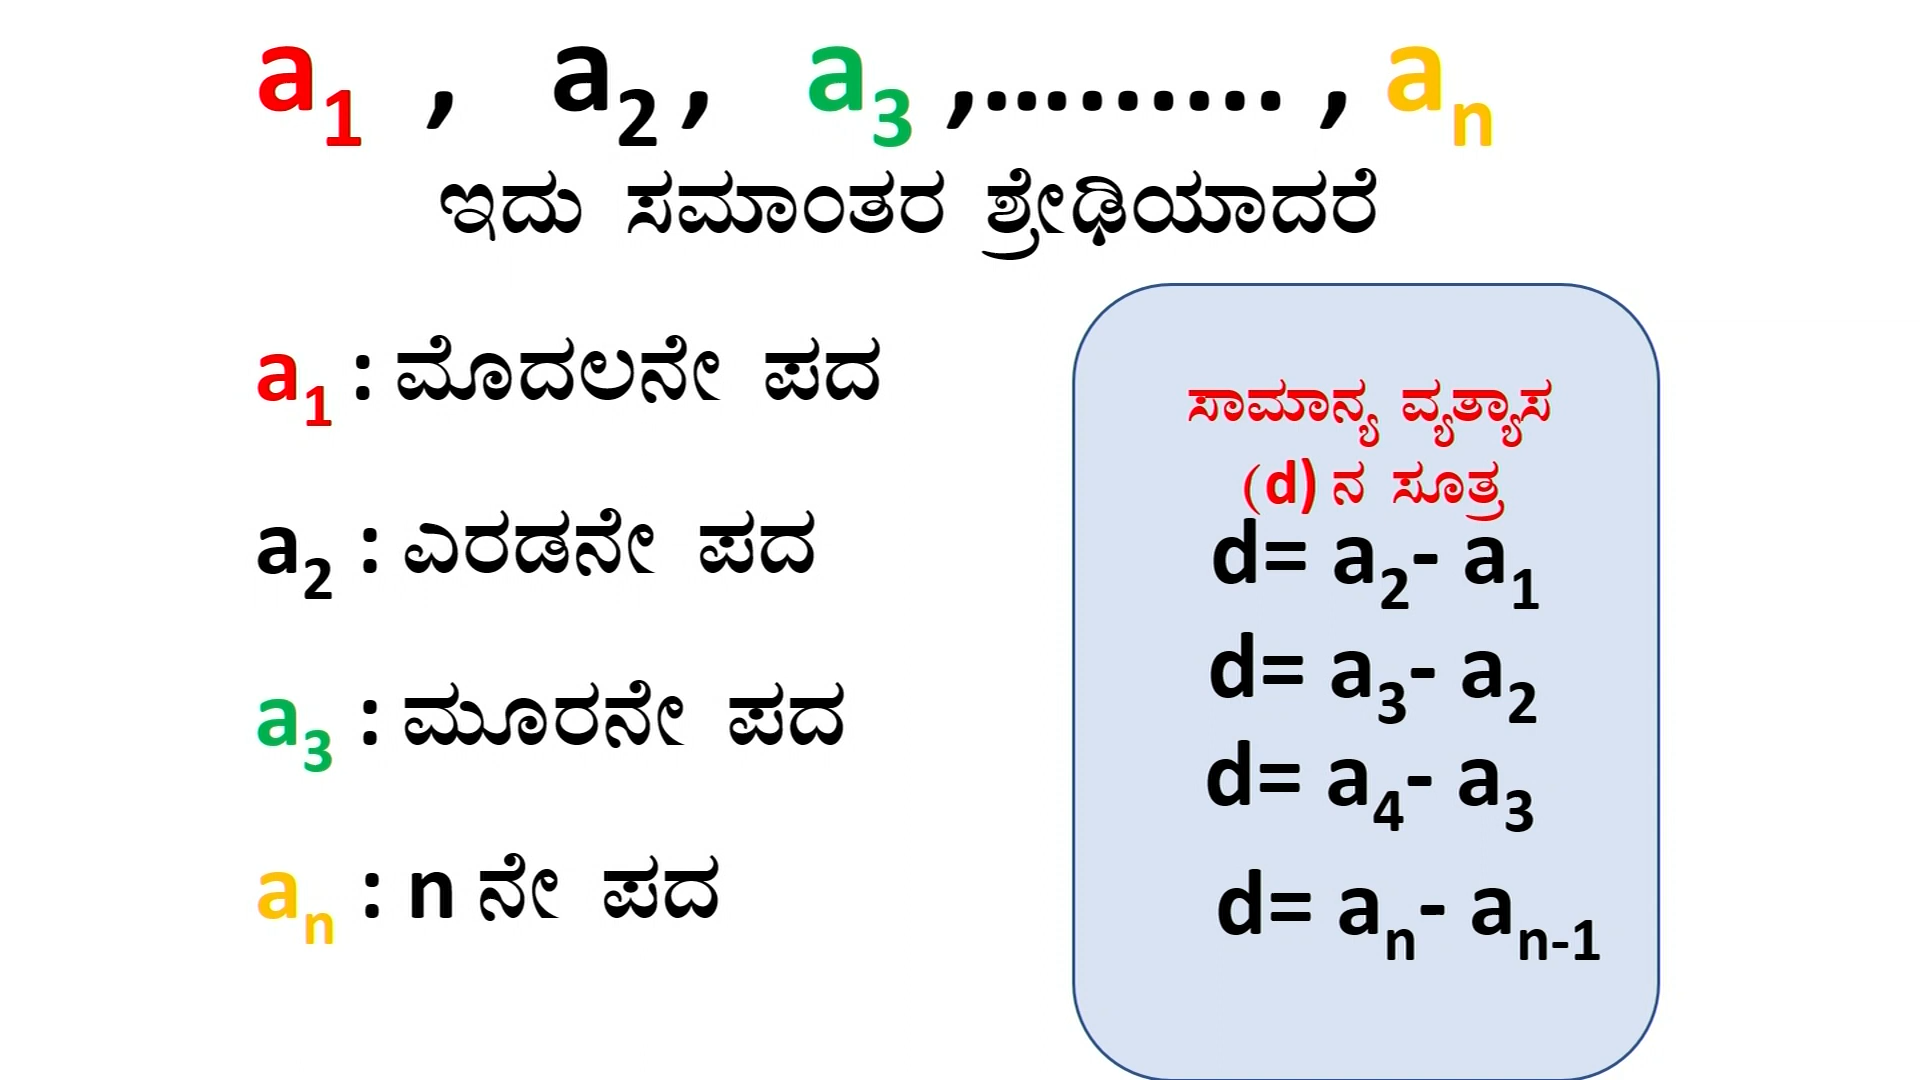 a₁ , a₂ , a₃ ,.......... , aₙ
ಇದು ಸಮಾಂತರ ಶ್ರೇಢಿಯಾದರೆ
a₁ : ಮೊದಲನೇ ಪದ
a₂ : ಎರಡನೇ ಪದ
a₃ : ಮೂರನೇ ಪದ
aₙ : n ನೇ ಪದ
ಸಾಮಾನ್ಯ ವ್ಯತ್ಯಾಸ
(d) ನ ಸೂತ್ರ
d= a₂- a₁
d= a₃- a₂
d= a₄- a₃
d= aₙ- aₙ₋₁